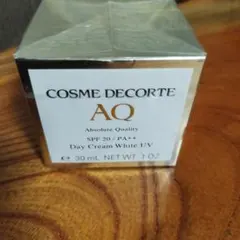 COSME DECORTE
AQ
Absolute Quality
SPF 20 / PA++
Day Cream White UV
℮ 30 mL NET WT. 1 OZ.